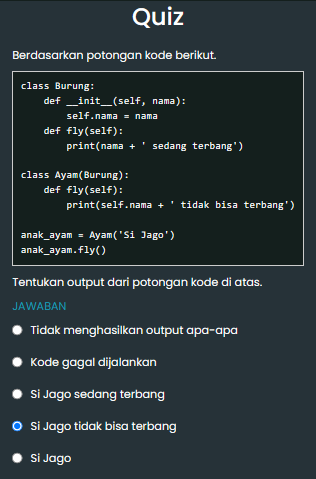 Quiz
Berdasarkan potongan kode berikut.
class Burung:
    def __init__(self, nama):
        self.nama = nama
    def fly(self):
        print(nama + ' sedang terbang')
class Ayam(Burung):
    def fly(self):
        print(self.nama + ' tidak bisa terbang')
anak_ayam = Ayam('Si Jago')
anak_ayam.fly()
Tentukan output dari potongan kode di atas.
JAWABAN
Tidak menghasilkan output apa-apa
Kode gagal dijalankan
Si Jago sedang terbang
Si Jago tidak bisa terbang
Si Jago